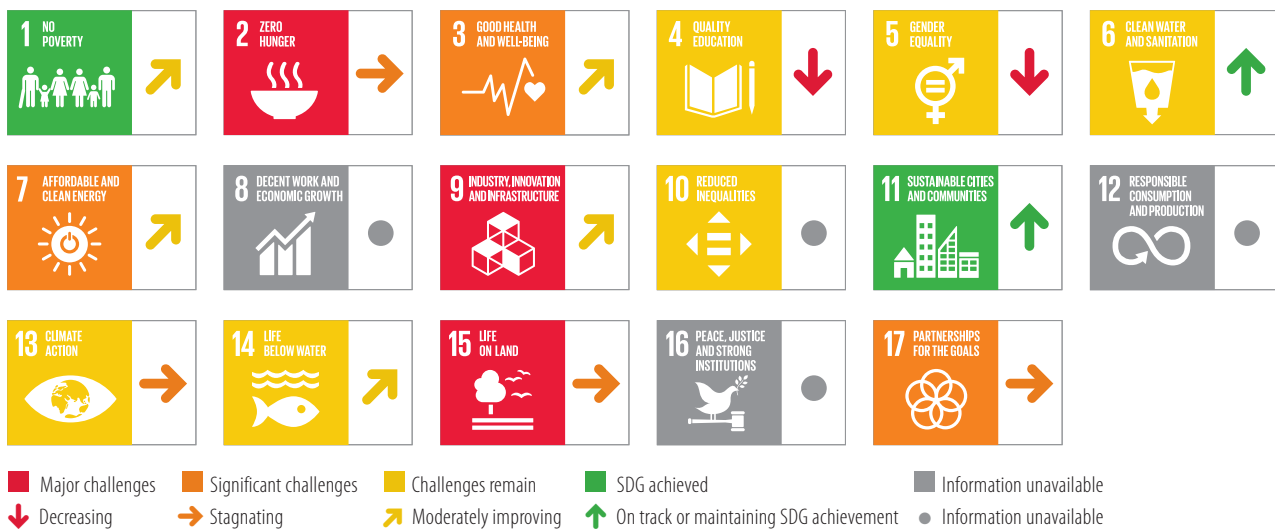 1 NO
POVERTY
2 ZERO
HUNGER
3 GOOD HEALTH
AND WELL-BEING
4 QUALITY
EDUCATION
5 GENDER
EQUALITY
6 CLEAN WATER
AND SANITATION
7 AFFORDABLE AND
CLEAN ENERGY
8 DECENT WORK AND
ECONOMIC GROWTH
9 INDUSTRY, INNOVATION
AND INFRASTRUCTURE
10 REDUCED
INEQUALITIES
11 SUSTAINABLE CITIES
AND COMMUNITIES
12 RESPONSIBLE
CONSUMPTION
AND PRODUCTION
13 CLIMATE
ACTION
14 LIFE
BELOW WATER
15 LIFE
ON LAND
16 PEACE, JUSTICE
AND STRONG
INSTITUTIONS
17 PARTNERSHIPS
FOR THE GOALS
Major challenges Significant challenges Challenges remain SDG achieved Information unavailable
Decreasing Stagnating Moderately improving On track or maintaining SDG achievement Information unavailable